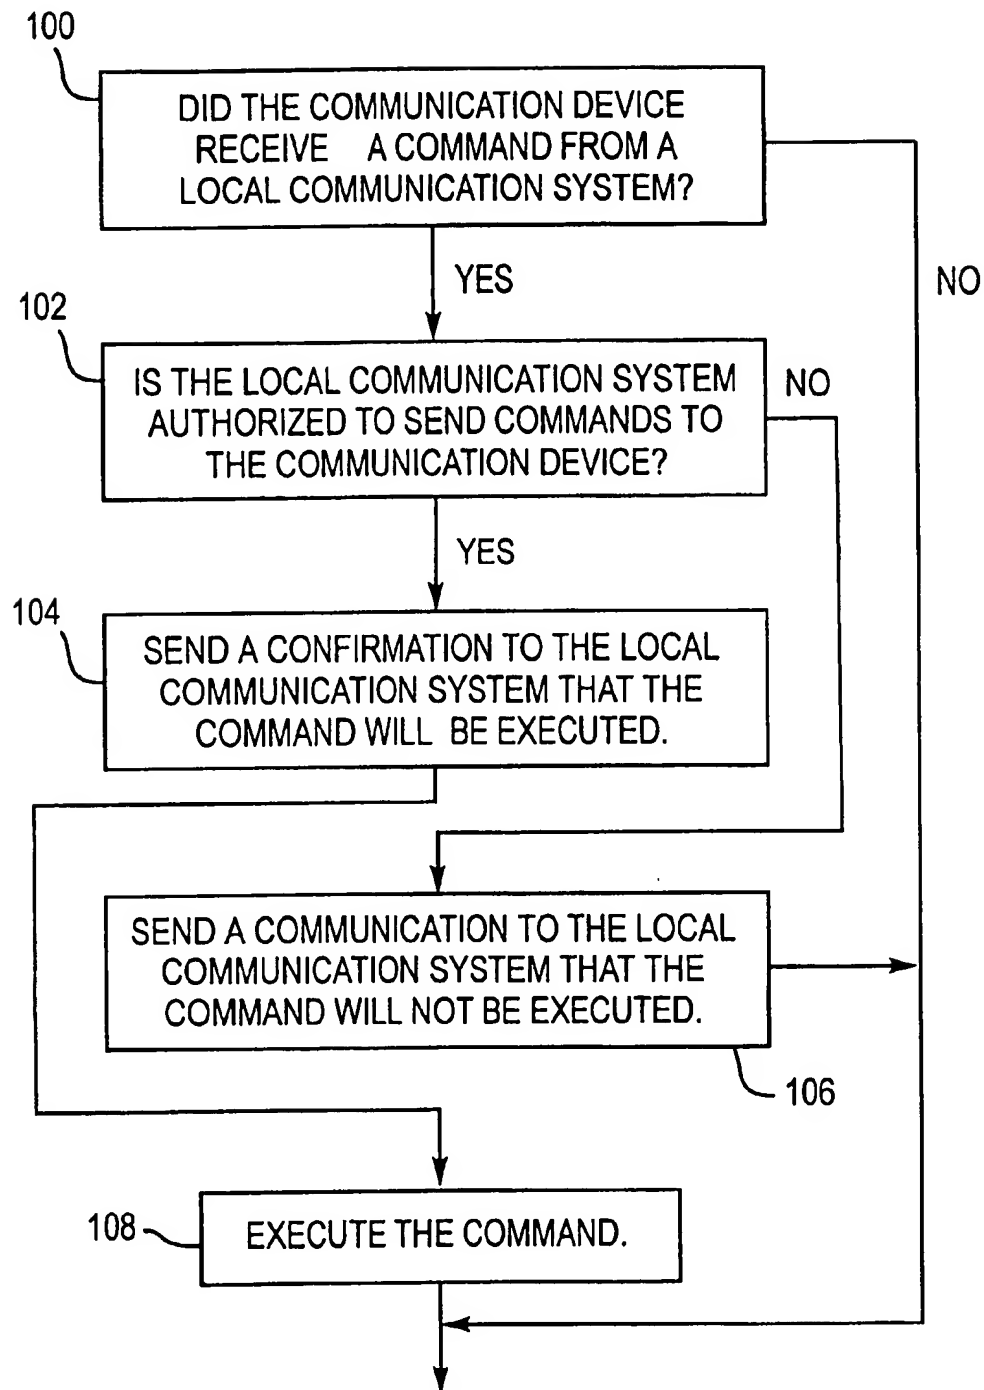 100
DID THE COMMUNICATION DEVICE
RECEIVE A COMMAND FROM A
LOCAL COMMUNICATION SYSTEM?
YES
NO
102
IS THE LOCAL COMMUNICATION SYSTEM
AUTHORIZED TO SEND COMMANDS TO
THE COMMUNICATION DEVICE?
NO
YES
104
SEND A CONFIRMATION TO THE LOCAL
COMMUNICATION SYSTEM THAT THE
COMMAND WILL BE EXECUTED.
SEND A COMMUNICATION TO THE LOCAL
COMMUNICATION SYSTEM THAT THE
COMMAND WILL NOT BE EXECUTED.
106
108
EXECUTE THE COMMAND.